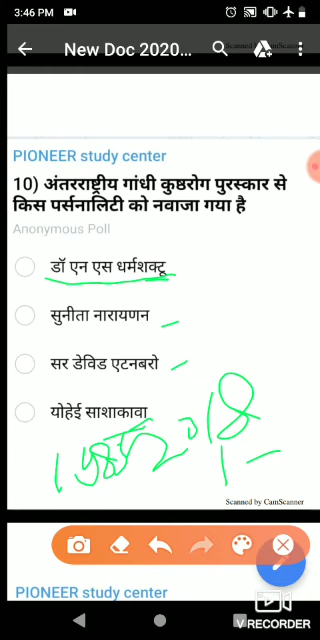 3:46 PM
New Doc 2020...
Scanned by CamScanner
PIONEER study center
10) अंतरराष्ट्रीय गांधी कुष्ठरोग पुरस्कार से
किस पर्सनालिटी को नवाजा गया है
Anonymous Poll
डॉ एन एस धर्मशक्टू
सुनीता नारायणन
सर डेविड एटनबरो
योहेई साशाकावा
2018
Scanned by CamScanner
PIONEER study center
V RECORDER